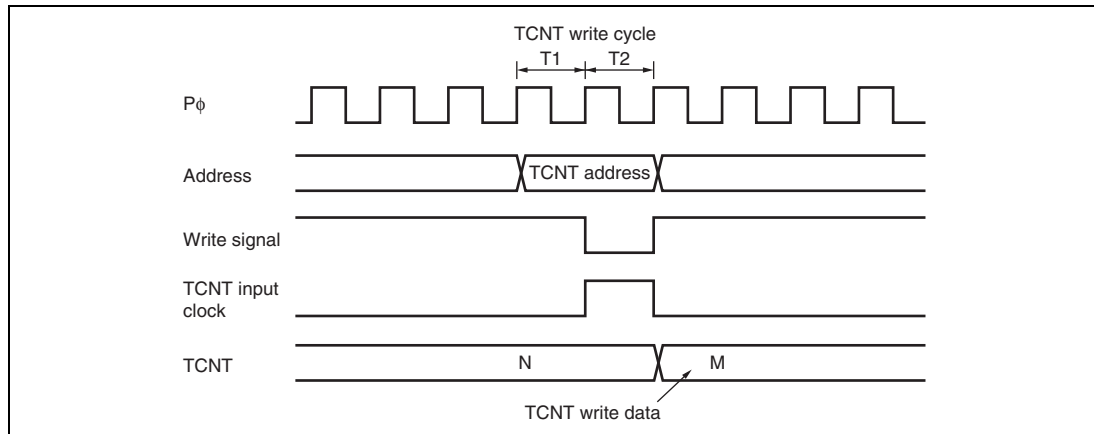 TCNT write cycle
T1 T2
Pϕ
Address
TCNT address
Write signal
TCNT input
clock
TCNT
N
M
TCNT write data